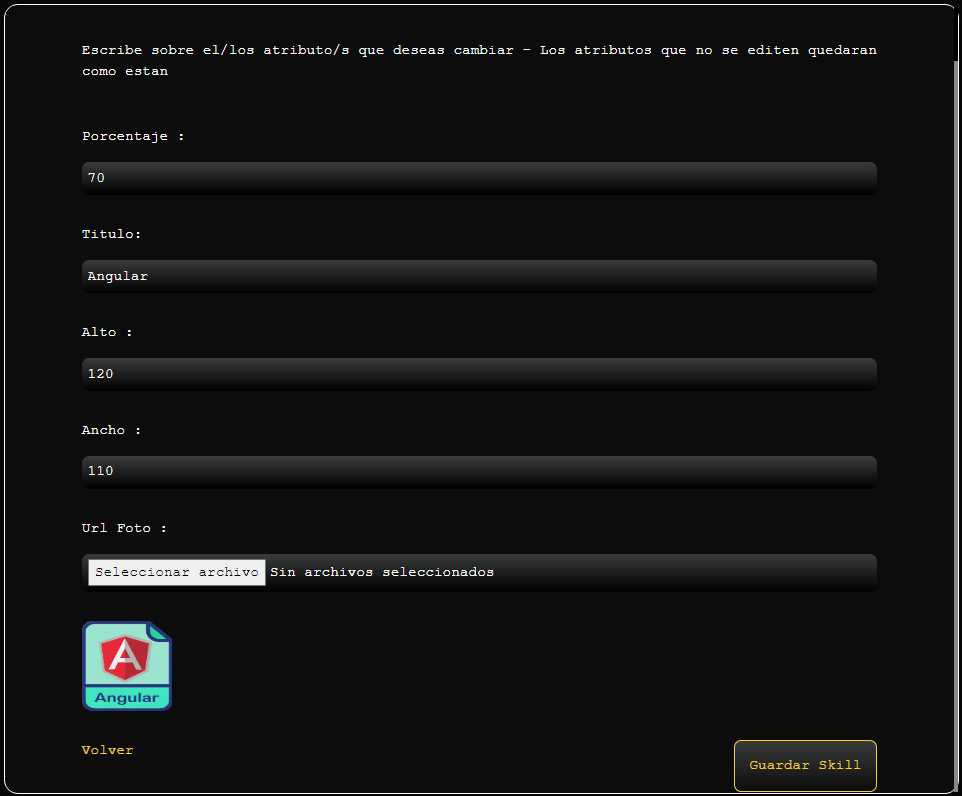 Escribe sobre el/los atributo/s que deseas cambiar - Los atributos que no se editen quedaran
como estan
Porcentaje :
70
Titulo:
Angular
Alto :
120
Ancho :
110
Url Foto :
Seleccionar archivo Sin archivos seleccionados
A
Angular
Volver
Guardar Skill